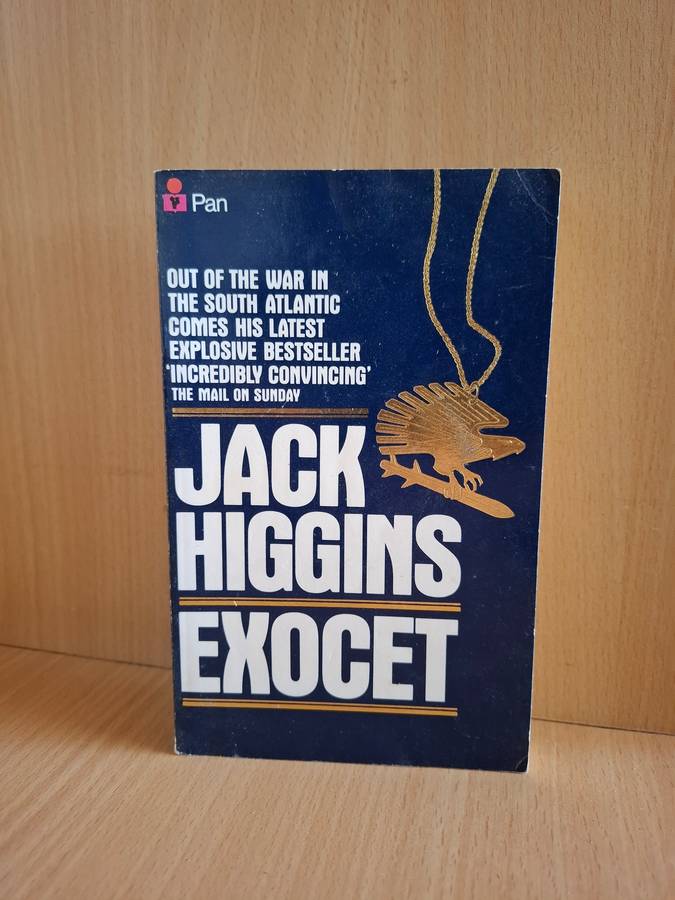 Pan
OUT OF THE WAR IN
THE SOUTH ATLANTIC
COMES HIS LATEST
EXPLOSIVE BESTSELLER
'INCREDIBLY CONVINCING'
THE MAIL ON SUNDAY
JACK
HIGGINS
EXOCET